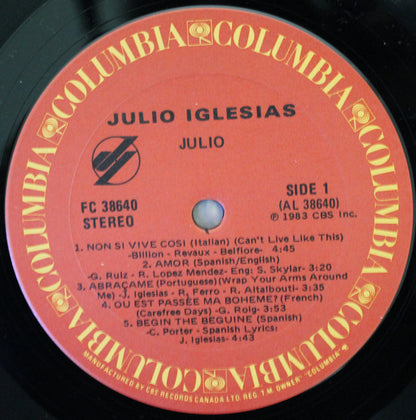 COLUMBIA COLUMBIA COLUMBIA COLUMBIA COLUMBIA COLUMBIA
JULIO IGLESIAS
JULIO
FC 38640
STEREO
SIDE 1
(AL 38640)
℗ 1983 CBS Inc.
1. NON SI VIVE COSI (Italian) (Can't Live Like This)
-Billion - Revaux - Belfiore- 4:45
2. AMOR (Spanish/English)
-G. Ruiz - R. Lopez Mendez- Eng: S. Skylar- 3:20
3. ABRAÇAME (Portuguese)(Wrap Your Arms Around
Me) -J. Iglesias - R. Ferro - R. Altalbouti- 3:35
4. OU EST PASSÉE MA BOHEME? (French)
(Carefree Days) -G. Roig- 3:53
5. BEGIN THE BEGUINE (Spanish)
-C. Porter - Spanish Lyrics:
J. Iglesias- 4:43
MANUFACTURED BY CBS RECORDS CANADA LTD. REG. T.M. OWNER "COLUMBIA"